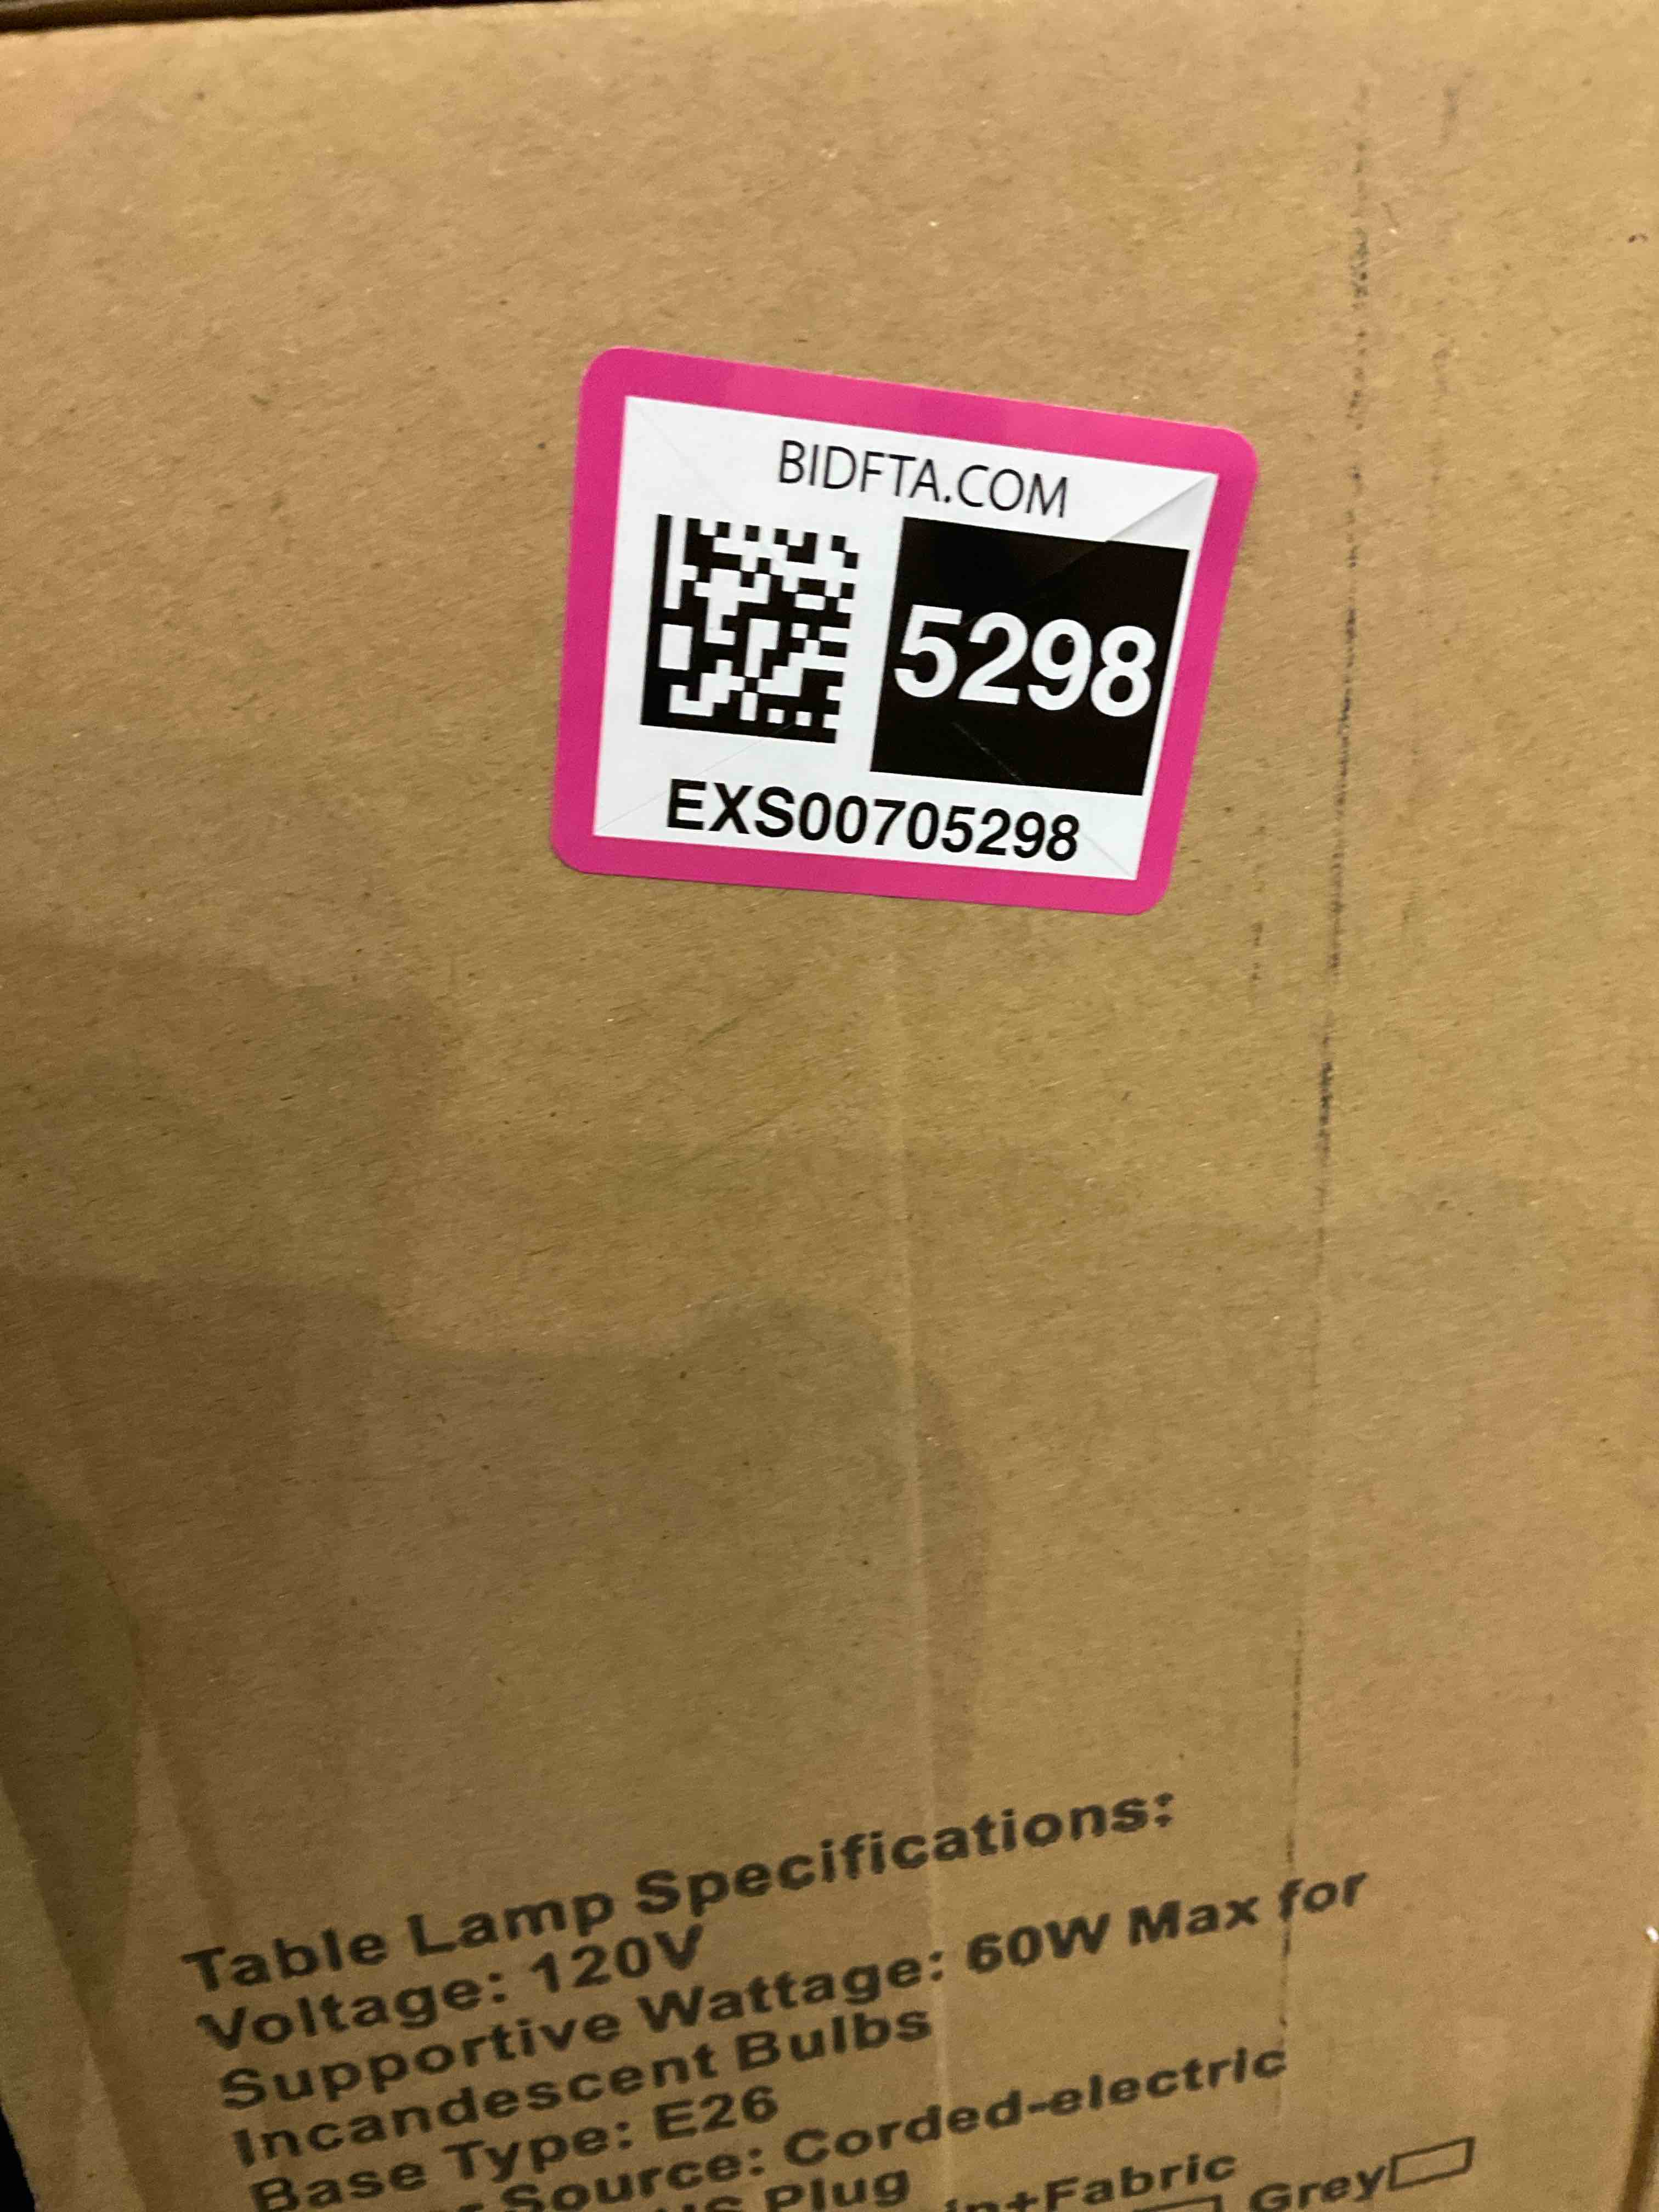 BIDFTA.COM
5298
EXS00705298
Table Lamp Specifications:
Voltage: 120V
Supportive Wattage: 60W Max for
Incandescent Bulbs
Base Type: E26
Source: Corded-electric
Plug
+Fabric
Grey